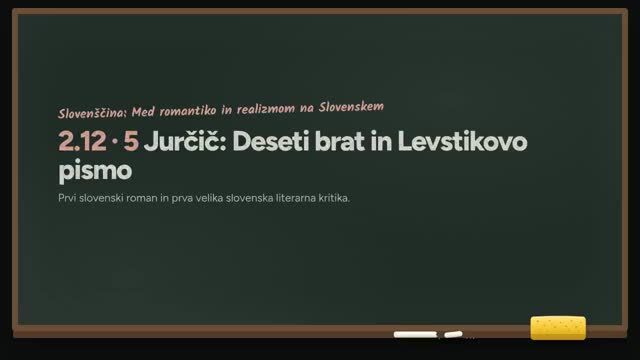 Slovenščina: Med romantiko in realizmom na Slovenskem
2.12 · 5 Jurčič: Deseti brat in Levstikovo
pismo
Prvi slovenski roman in prva velika slovenska literarna kritika.